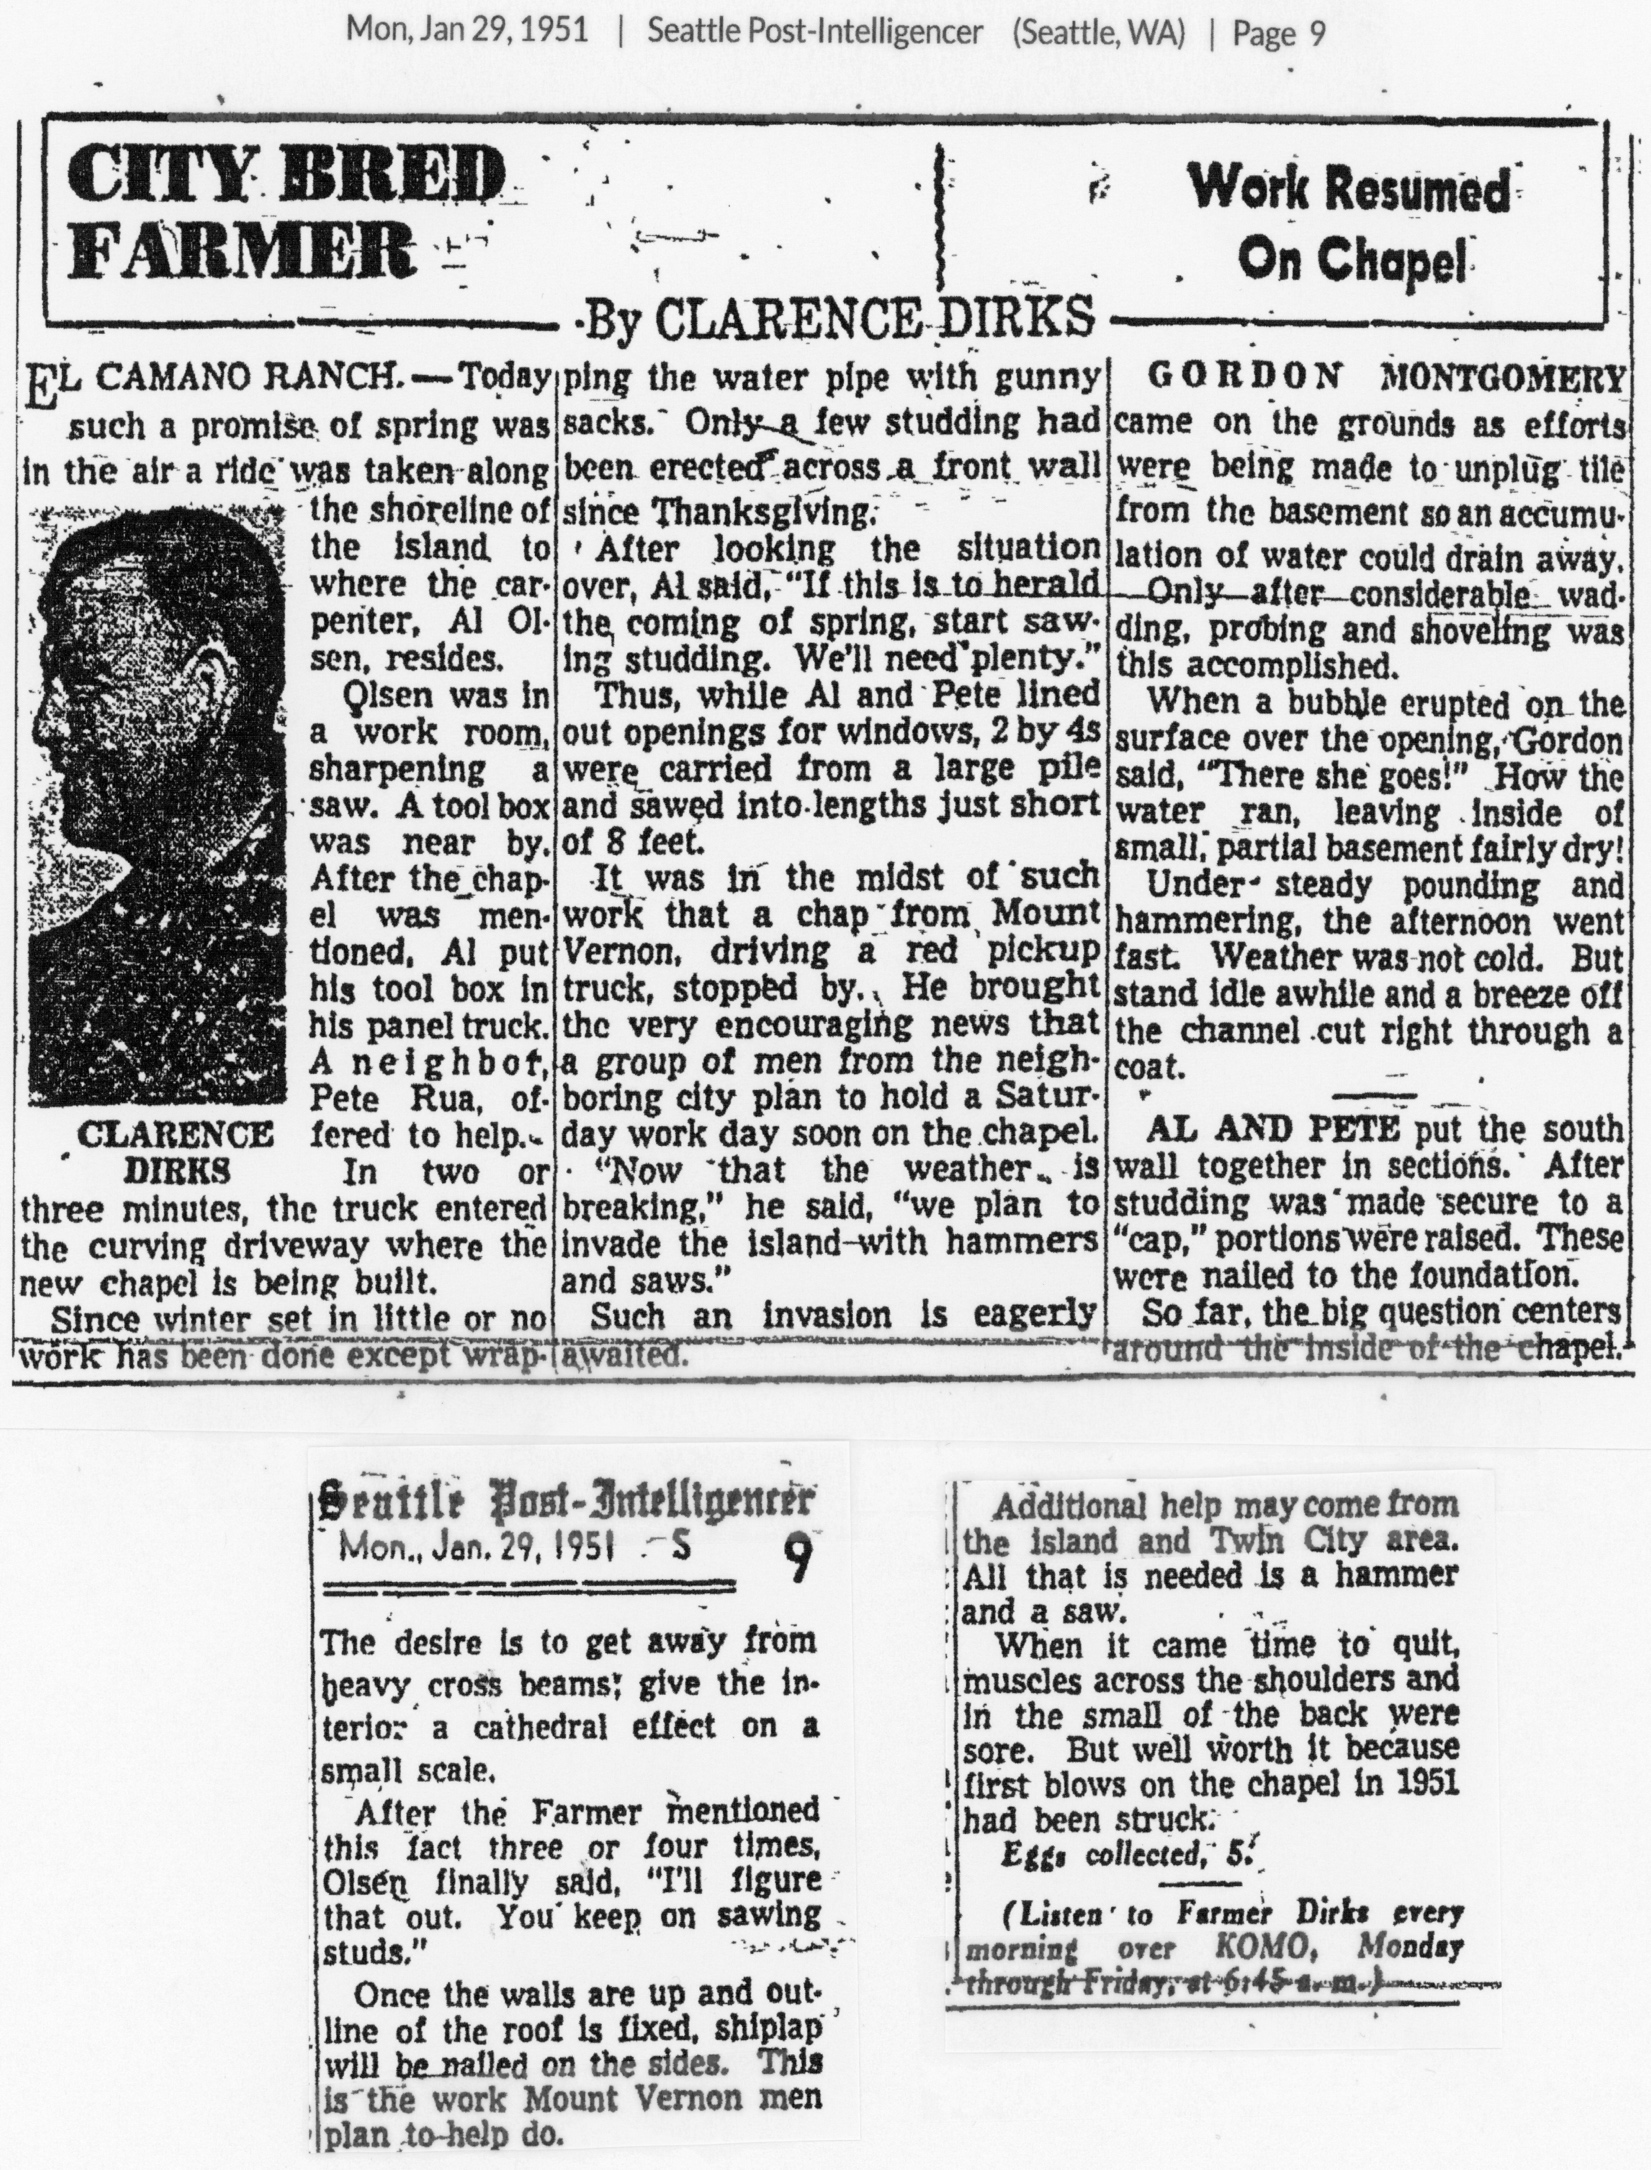 Mon, Jan 29, 1951 | Seattle Post-Intelligencer (Seattle, WA) | Page 9
CITY BRED
FARMER
Work Resumed
On Chapel
By CLARENCE DIRKS
EL CAMANO RANCH.—Today
such a promise of spring was
in the air a ride was taken along
the shoreline of
the island to
where the car-
penter, Al Ol-
sen, resides.
Olsen was in
a work room,
sharpening a
saw. A tool box
was near by.
After the chap-
el was men-
tioned, Al put
his tool box in
his panel truck.
A neighbor,
Pete Rua, of-
fered to help.
CLARENCE
DIRKS
In two or
three minutes, the truck entered
the curving driveway where the
new chapel is being built.
Since winter set in little or no
work has been done except wrap-
ping the water pipe with gunny
sacks. Only a few studding had
been erected across a front wall
since Thanksgiving.
After looking the situation
over, Al said, "If this is to herald
the coming of spring, start saw-
ing studding. We'll need plenty."
Thus, while Al and Pete lined
out openings for windows, 2 by 4s
were carried from a large pile
and sawed into lengths just short
of 8 feet.
It was in the midst of such
work that a chap from Mount
Vernon, driving a red pickup
truck, stopped by. He brought
the very encouraging news that
a group of men from the neigh-
boring city plan to hold a Satur-
day work day soon on the chapel.
"Now that the weather is
breaking," he said, "we plan to
invade the island with hammers
and saws."
Such an invasion is eagerly
awaited.
GORDON MONTGOMERY
came on the grounds as efforts
were being made to unplug tile
from the basement so an accumu-
lation of water could drain away.
Only after considerable wad-
ding, probing and shoveling was
this accomplished.
When a bubble erupted on the
surface over the opening, Gordon
said, "There she goes!" How the
water ran, leaving inside of
small, partial basement fairly dry!
Under steady pounding and
hammering, the afternoon went
fast. Weather was not cold. But
stand idle awhile and a breeze off
the channel cut right through a
coat.
AL AND PETE put the south
wall together in sections. After
studding was made secure to a
"cap," portions were raised. These
were nailed to the foundation.
So far, the big question centers
around the inside of the chapel.
Seattle Post-Intelligencer
Mon., Jan. 29, 1951 - S 9
The desire is to get away from
heavy cross beams; give the in-
terior a cathedral effect on a
small scale.
After the Farmer mentioned
this fact three or four times,
Olsen finally said, "I'll figure
that out. You keep on sawing
studs."
Once the walls are up and out-
line of the roof is fixed, shiplap
will be nailed on the sides. This
is the work Mount Vernon men
plan to help do.
Additional help may come from
the island and Twin City area.
All that is needed is a hammer
and a saw.
When it came time to quit,
muscles across the shoulders and
in the small of the back were
sore. But well worth it because
first blows on the chapel in 1951
had been struck.
Eggs collected, 5.
(Listen to Farmer Dirks every
morning over KOMO, Monday
through Friday, at 6:45 a. m.)